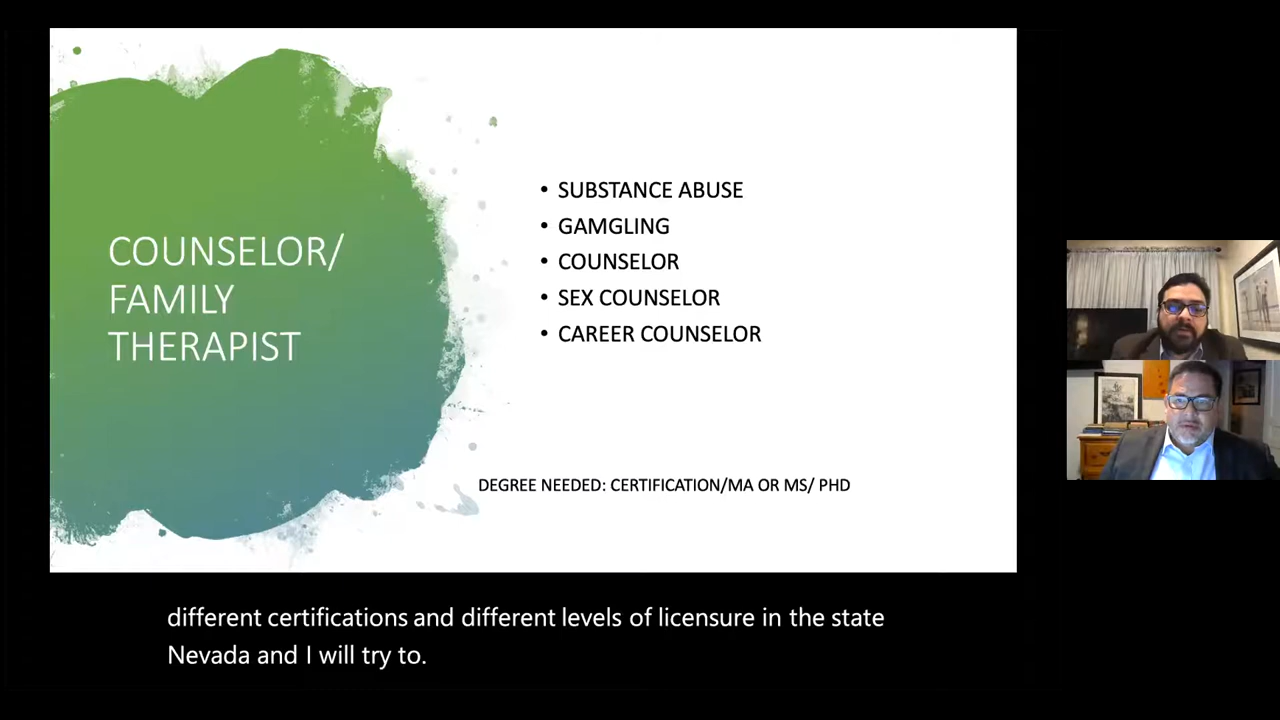 COUNSELOR/
FAMILY
THERAPIST
• SUBSTANCE ABUSE
• GAMGLING
• COUNSELOR
• SEX COUNSELOR
• CAREER COUNSELOR
DEGREE NEEDED: CERTIFICATION/MA OR MS/ PHD
different certifications and different levels of licensure in the state
Nevada and I will try to.